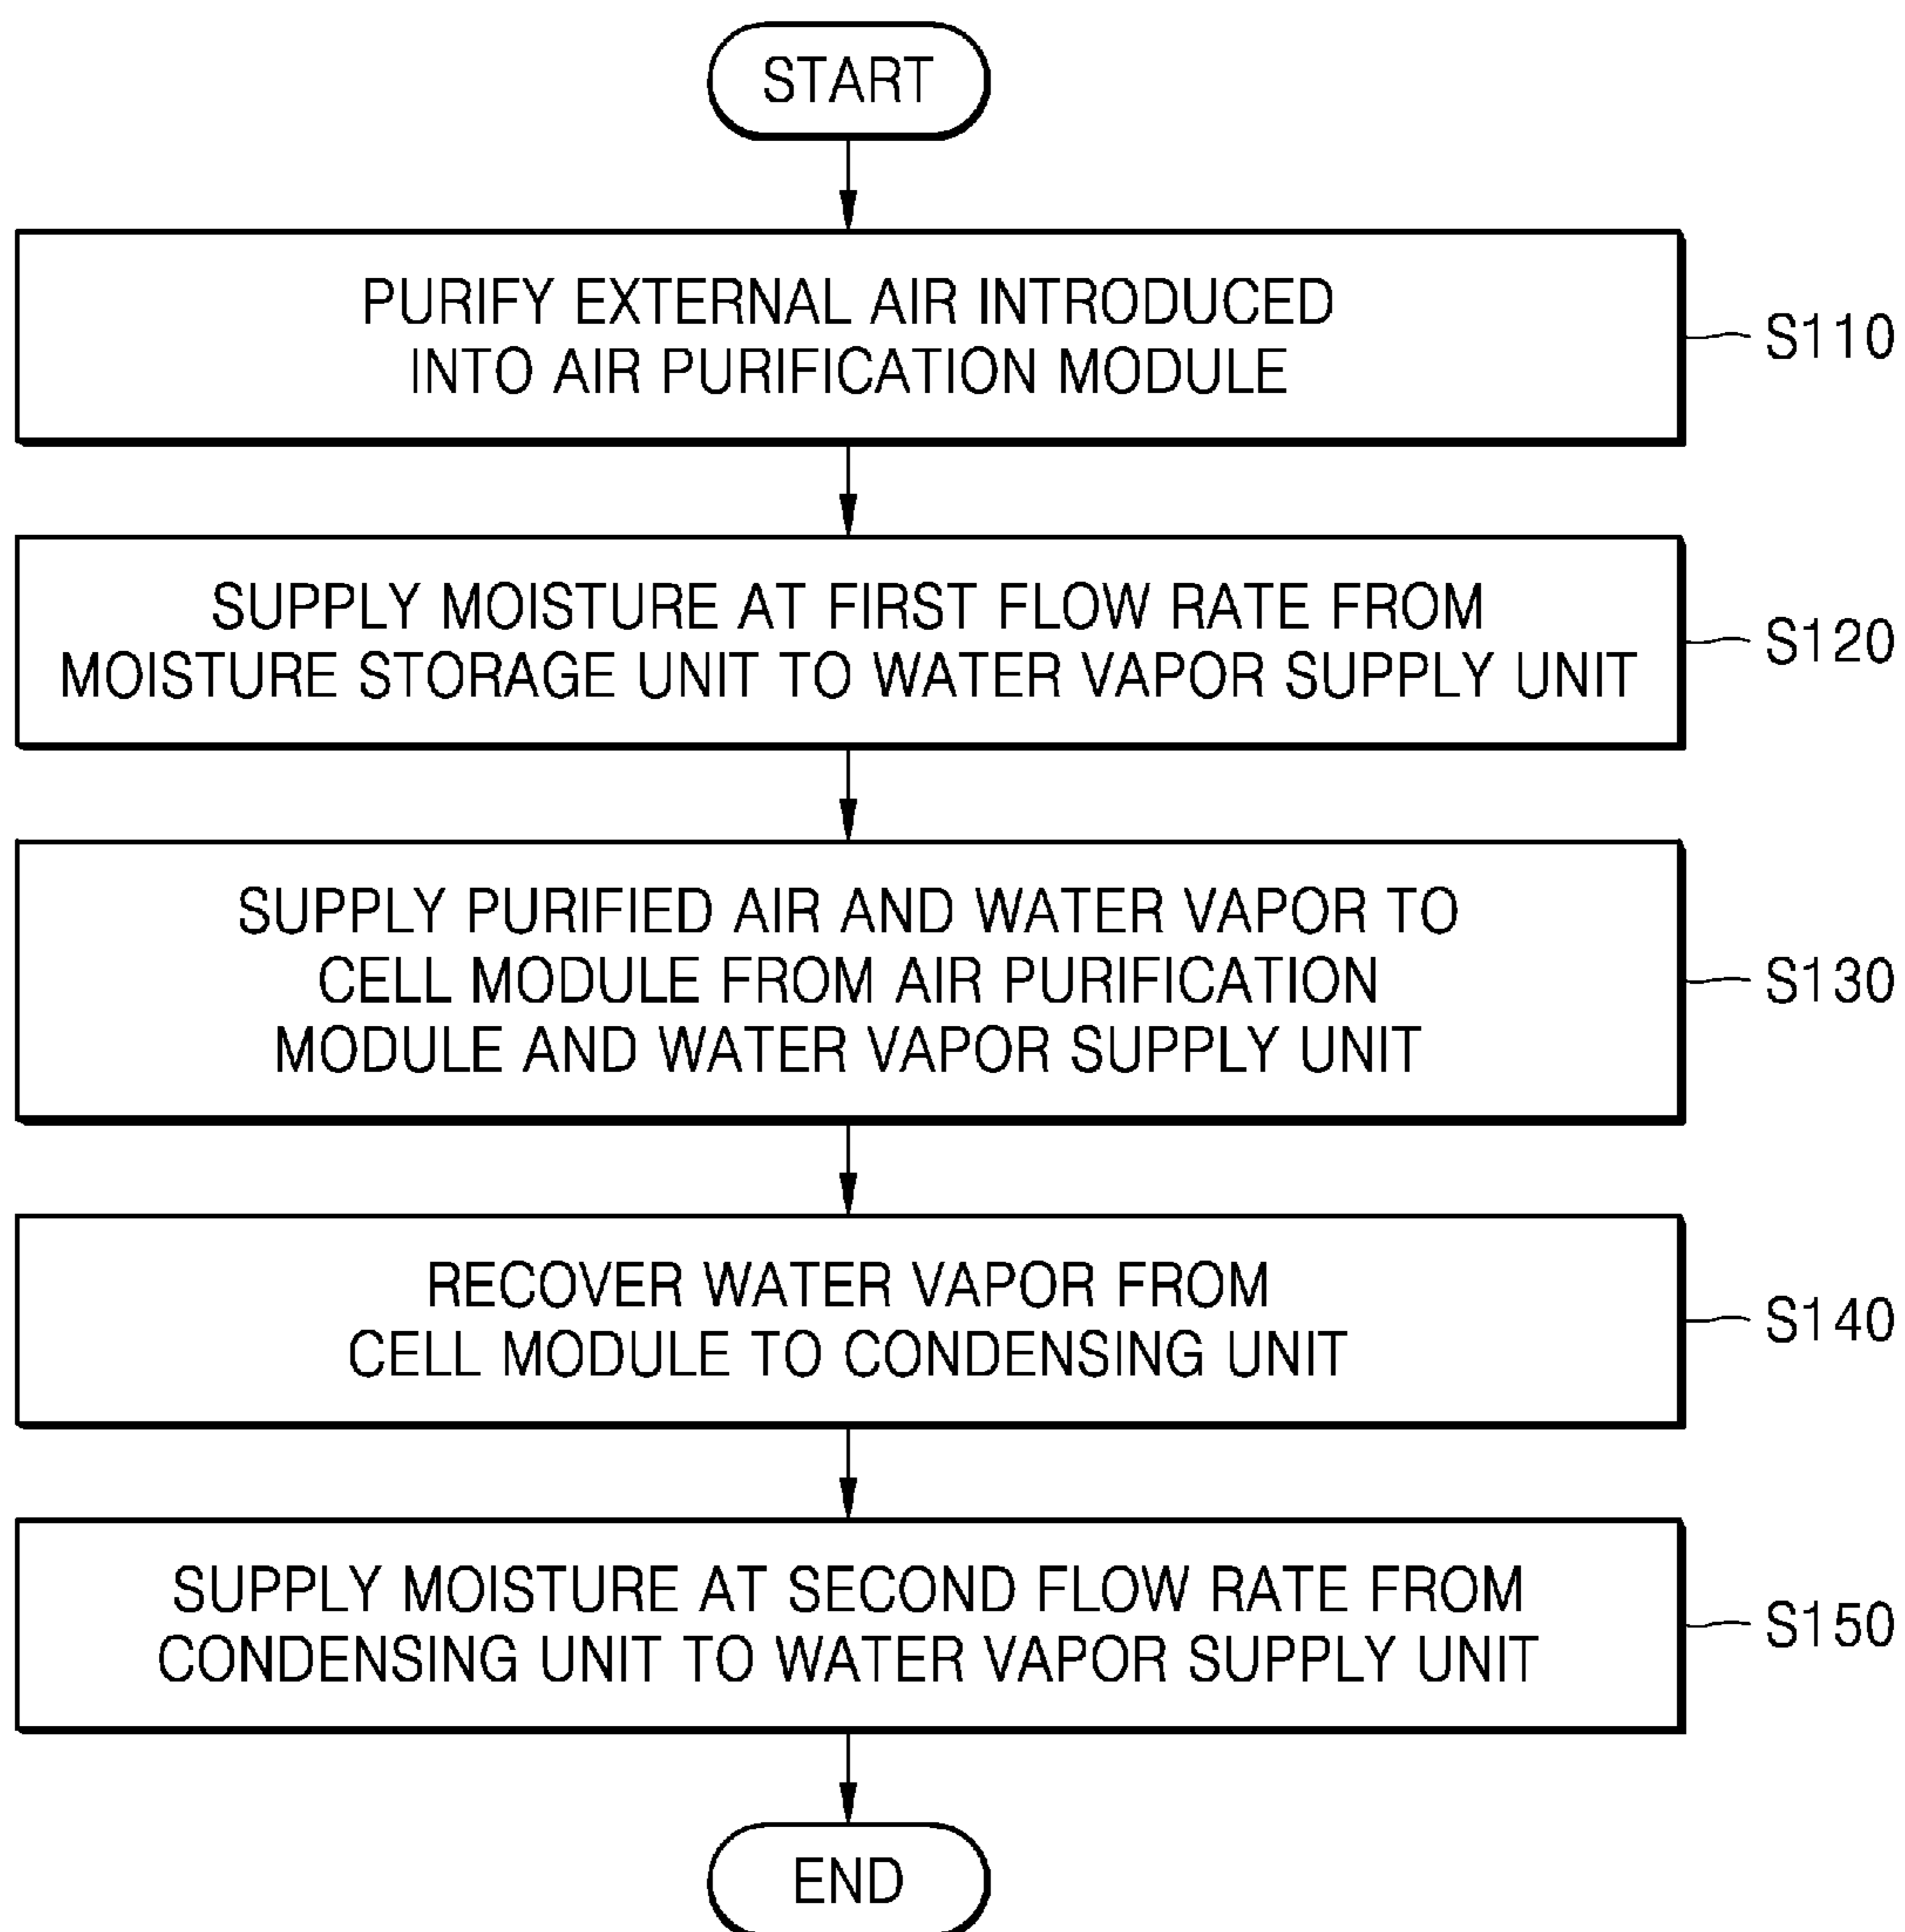 START
PURIFY EXTERNAL AIR INTRODUCED
INTO AIR PURIFICATION MODULE
S110
SUPPLY MOISTURE AT FIRST FLOW RATE FROM
MOISTURE STORAGE UNIT TO WATER VAPOR SUPPLY UNIT
S120
SUPPLY PURIFIED AIR AND WATER VAPOR TO
CELL MODULE FROM AIR PURIFICATION
MODULE AND WATER VAPOR SUPPLY UNIT
S130
RECOVER WATER VAPOR FROM
CELL MODULE TO CONDENSING UNIT
S140
SUPPLY MOISTURE AT SECOND FLOW RATE FROM
CONDENSING UNIT TO WATER VAPOR SUPPLY UNIT
S150
END